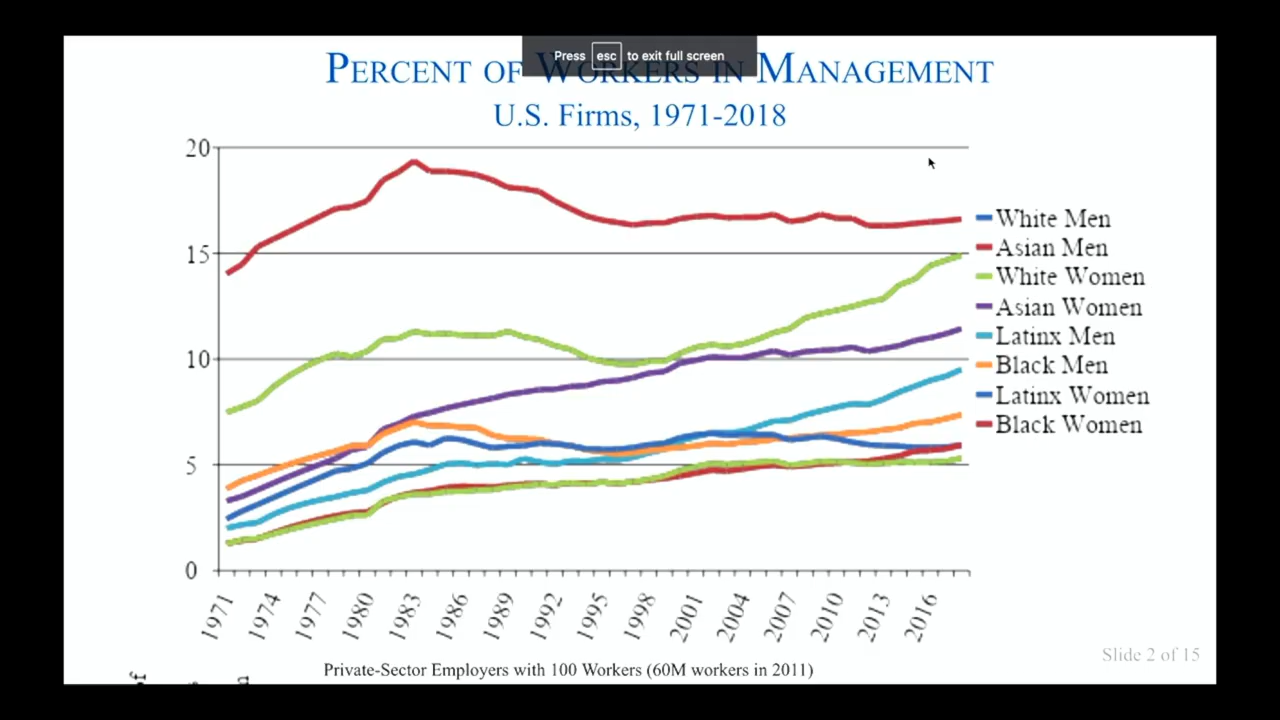 Press esc to exit full screen
PERCENT OF WORKERS IN MANAGEMENT
U.S. Firms, 1971-2018
20
15
10
5
0
1971
1974
1977
1980
1983
1986
1989
1992
1995
1998
2001
2004
2007
2010
2013
2016
White Men
Asian Men
White Women
Asian Women
Latinx Men
Black Men
Latinx Women
Black Women
Slide 2 of 15
Private-Sector Employers with 100 Workers (60M workers in 2011)
of